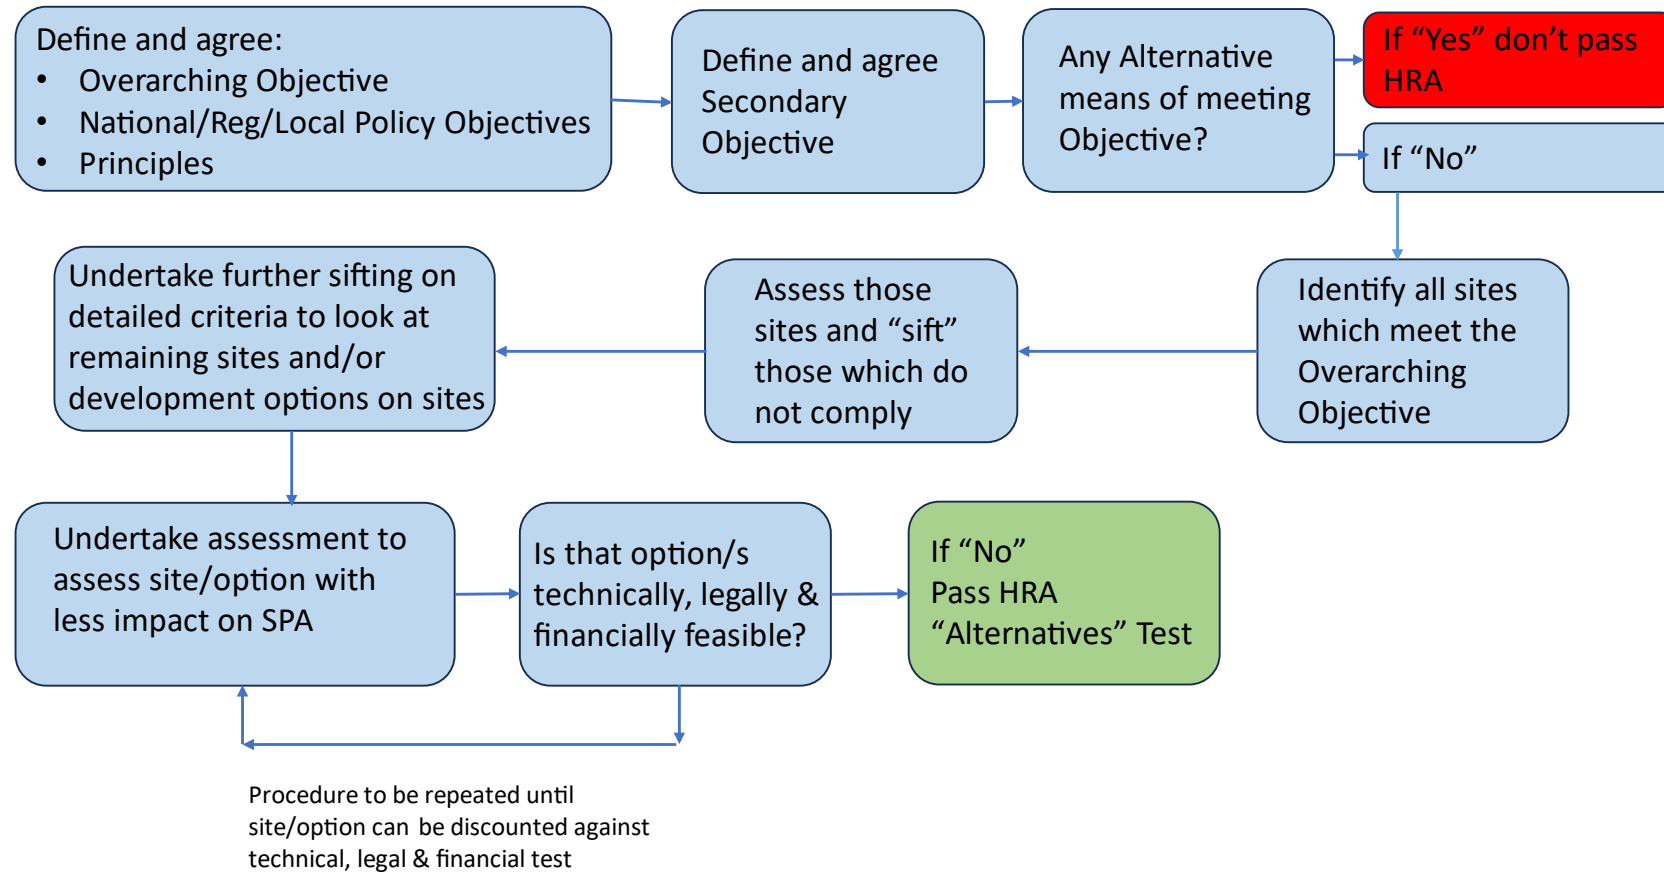 Define and agree:
• Overarching Objective
• National/Reg/Local Policy Objectives
• Principles
Define and agree
Secondary
Objective
Any Alternative
means of meeting
Objective?
If “Yes” don’t pass
HRA
If “No”
Identify all sites
which meet the
Overarching
Objective
Assess those
sites and “sift”
those which do
not comply
Undertake further sifting on
detailed criteria to look at
remaining sites and/or
development options on sites
Undertake assessment to
assess site/option with
less impact on SPA
Is that option/s
technically, legally &
financially feasible?
If “No”
Pass HRA
“Alternatives” Test
Procedure to be repeated until
site/option can be discounted against
technical, legal & financial test